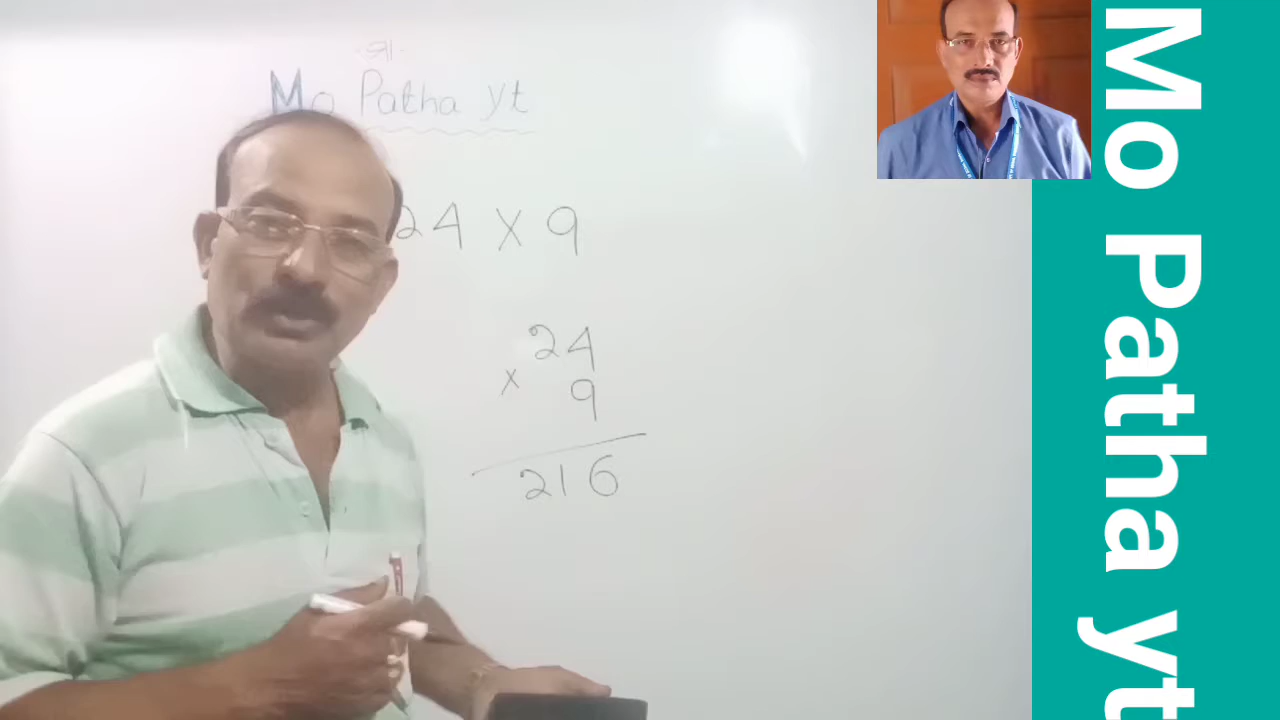 Mo Patha yt
24 X 9
24
x 9
216
Mo Patha yt